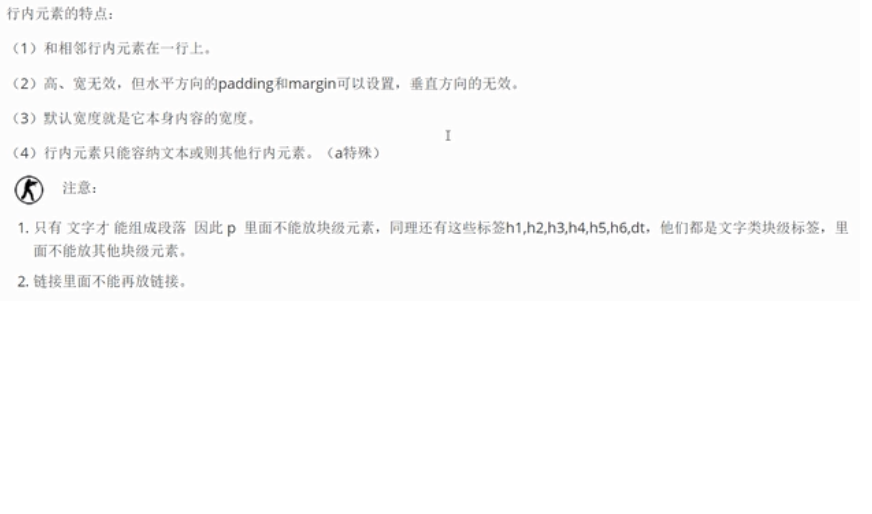 行内元素的特点：
（1）和相邻行内元素在一行上。
（2）高、宽无效，但水平方向的padding和margin可以设置，垂直方向的无效。
（3）默认宽度就是它本身内容的宽度。
（4）行内元素只能容纳文本或则其他行内元素。（a特殊）
注意：
1. 只有 文字才 能组成段落 因此 p 里面不能放块级元素，同理还有这些标签h1,h2,h3,h4,h5,h6,dt，他们都是文字类块级标签，里
面不能放其他块级元素。
2. 链接里面不能再放链接。